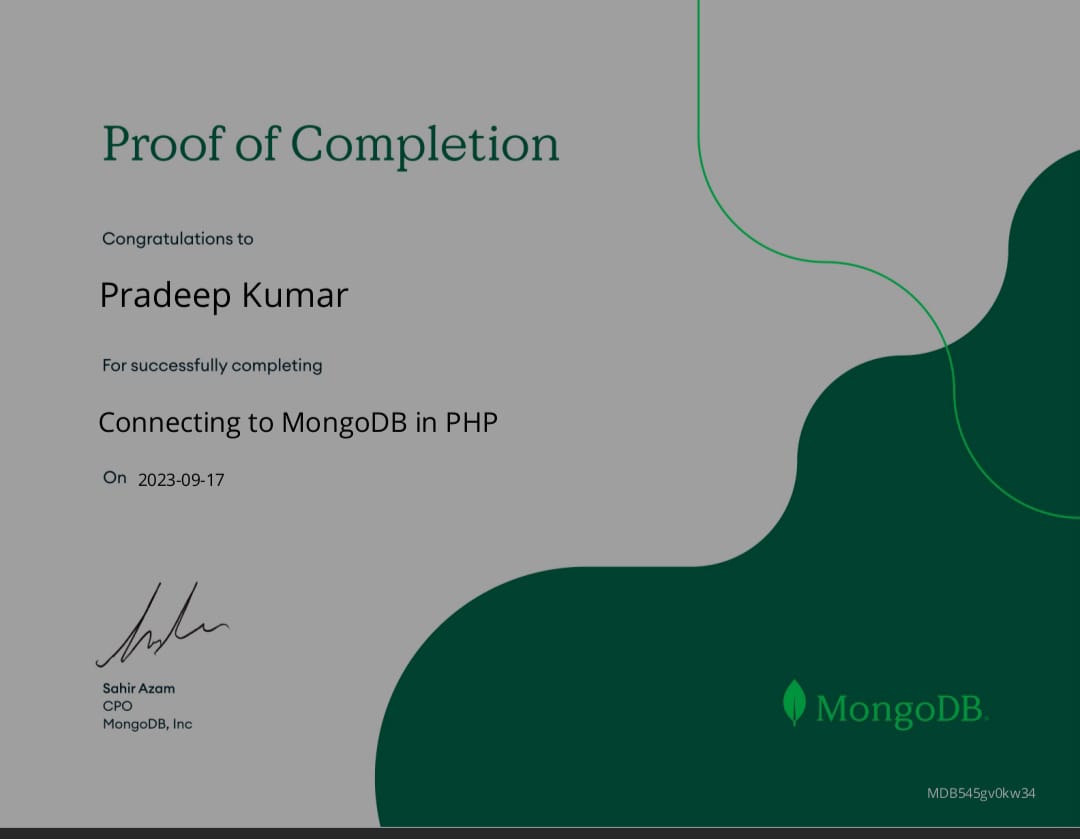 Proof of Completion
Congratulations to
Pradeep Kumar
For successfully completing
Connecting to MongoDB in PHP
On 2023-09-17
Sahir Azam
CPO
MongoDB, Inc
MongoDB.
MDB545gv0kw34